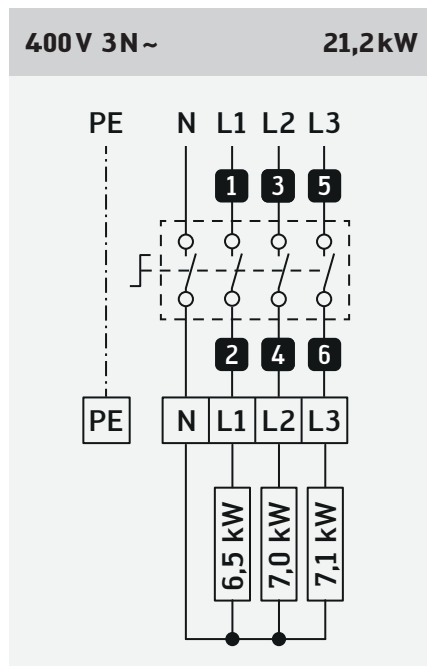 400V 3N~ 21,2kW
PE N L1 L2 L3
1 3 5
2 4 6
PE N L1 L2 L3
6,5 kW 7,0 kW 7,1 kW